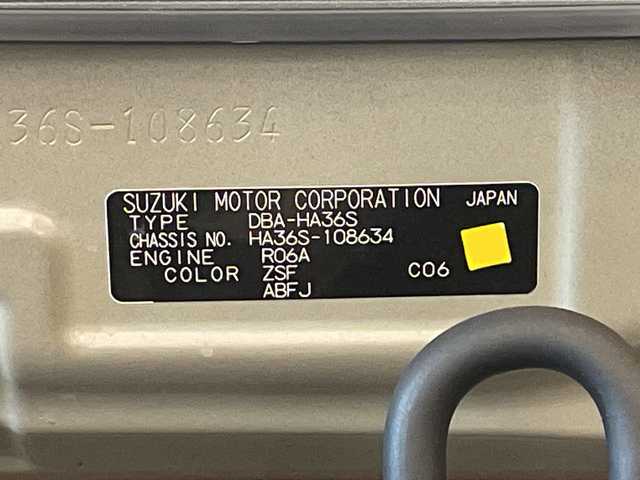 36S-108634
SUZUKI MOTOR CORPORATION JAPAN
TYPE DBA-HA36S
CHASSIS NO. HA36S-108634
ENGINE R06A
COLOR ZSF C06
ABFJ